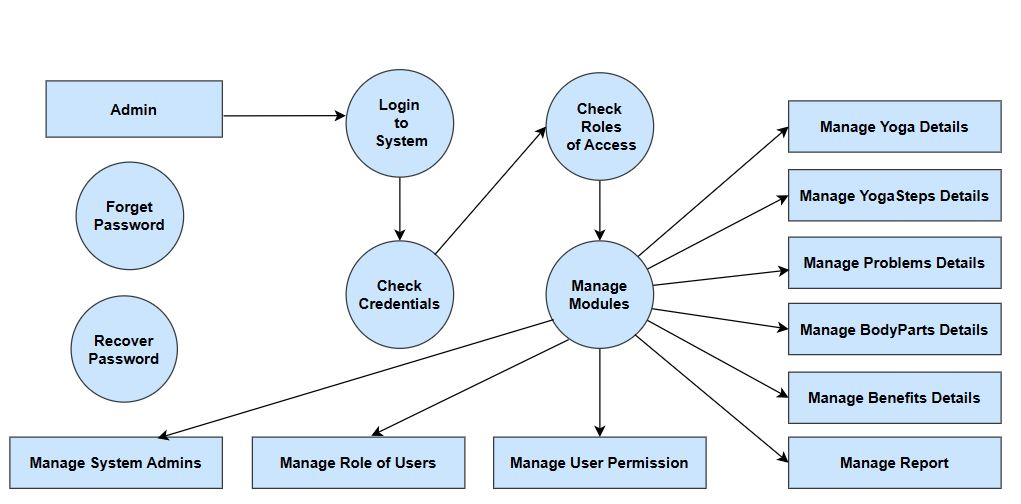 Admin
Login
to
System
Check
Roles
of Access
Manage Yoga Details
Forget
Password
Manage YogaSteps Details
Check
Credentials
Manage
Modules
Manage Problems Details
Recover
Password
Manage BodyParts Details
Manage Benefits Details
Manage System Admins
Manage Role of Users
Manage User Permission
Manage Report